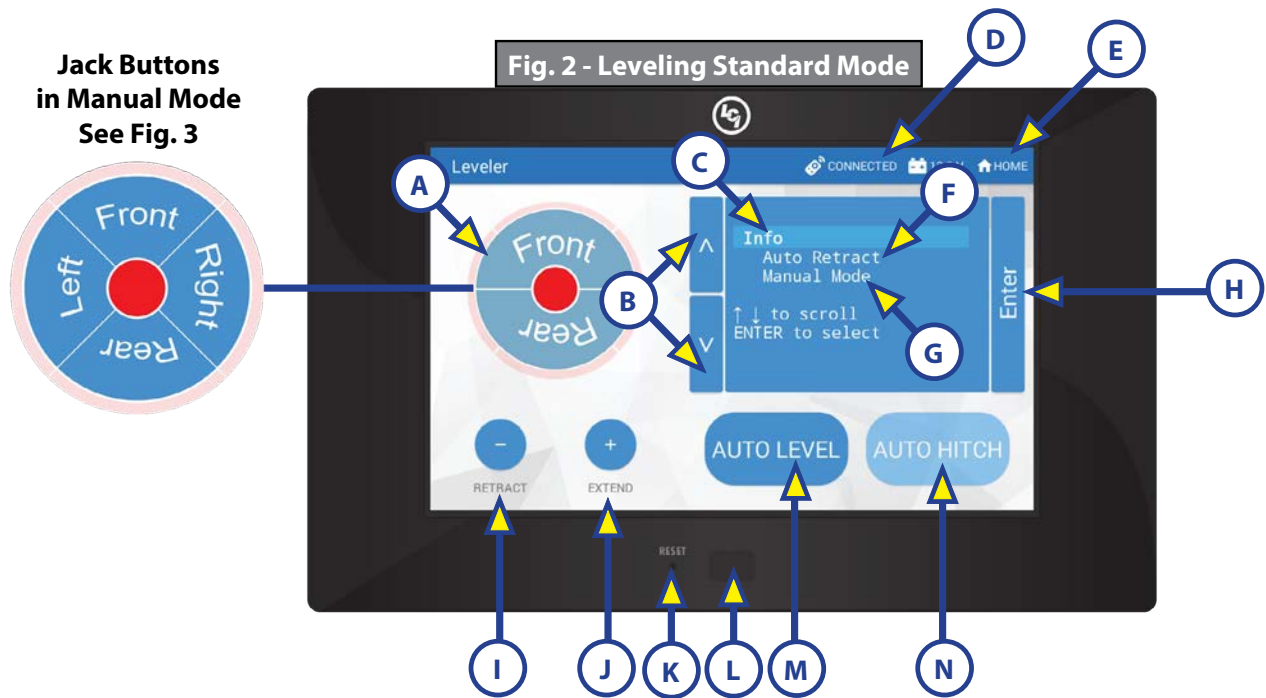 Fig. 2 - Leveling Standard Mode
Jack Buttons
in Manual Mode
See Fig. 3
Front
Left
Right
Rear
D
E
LCI
Leveler
CONNECTED
HOME
A
C
F
Front
Rear
B
^
v
Info
Auto Retract
Manual Mode
↑ ↓ to scroll
ENTER to select
Enter
H
G
−
RETRACT
+
EXTEND
AUTO LEVEL
AUTO HITCH
RESET
I
J
K
L
M
N